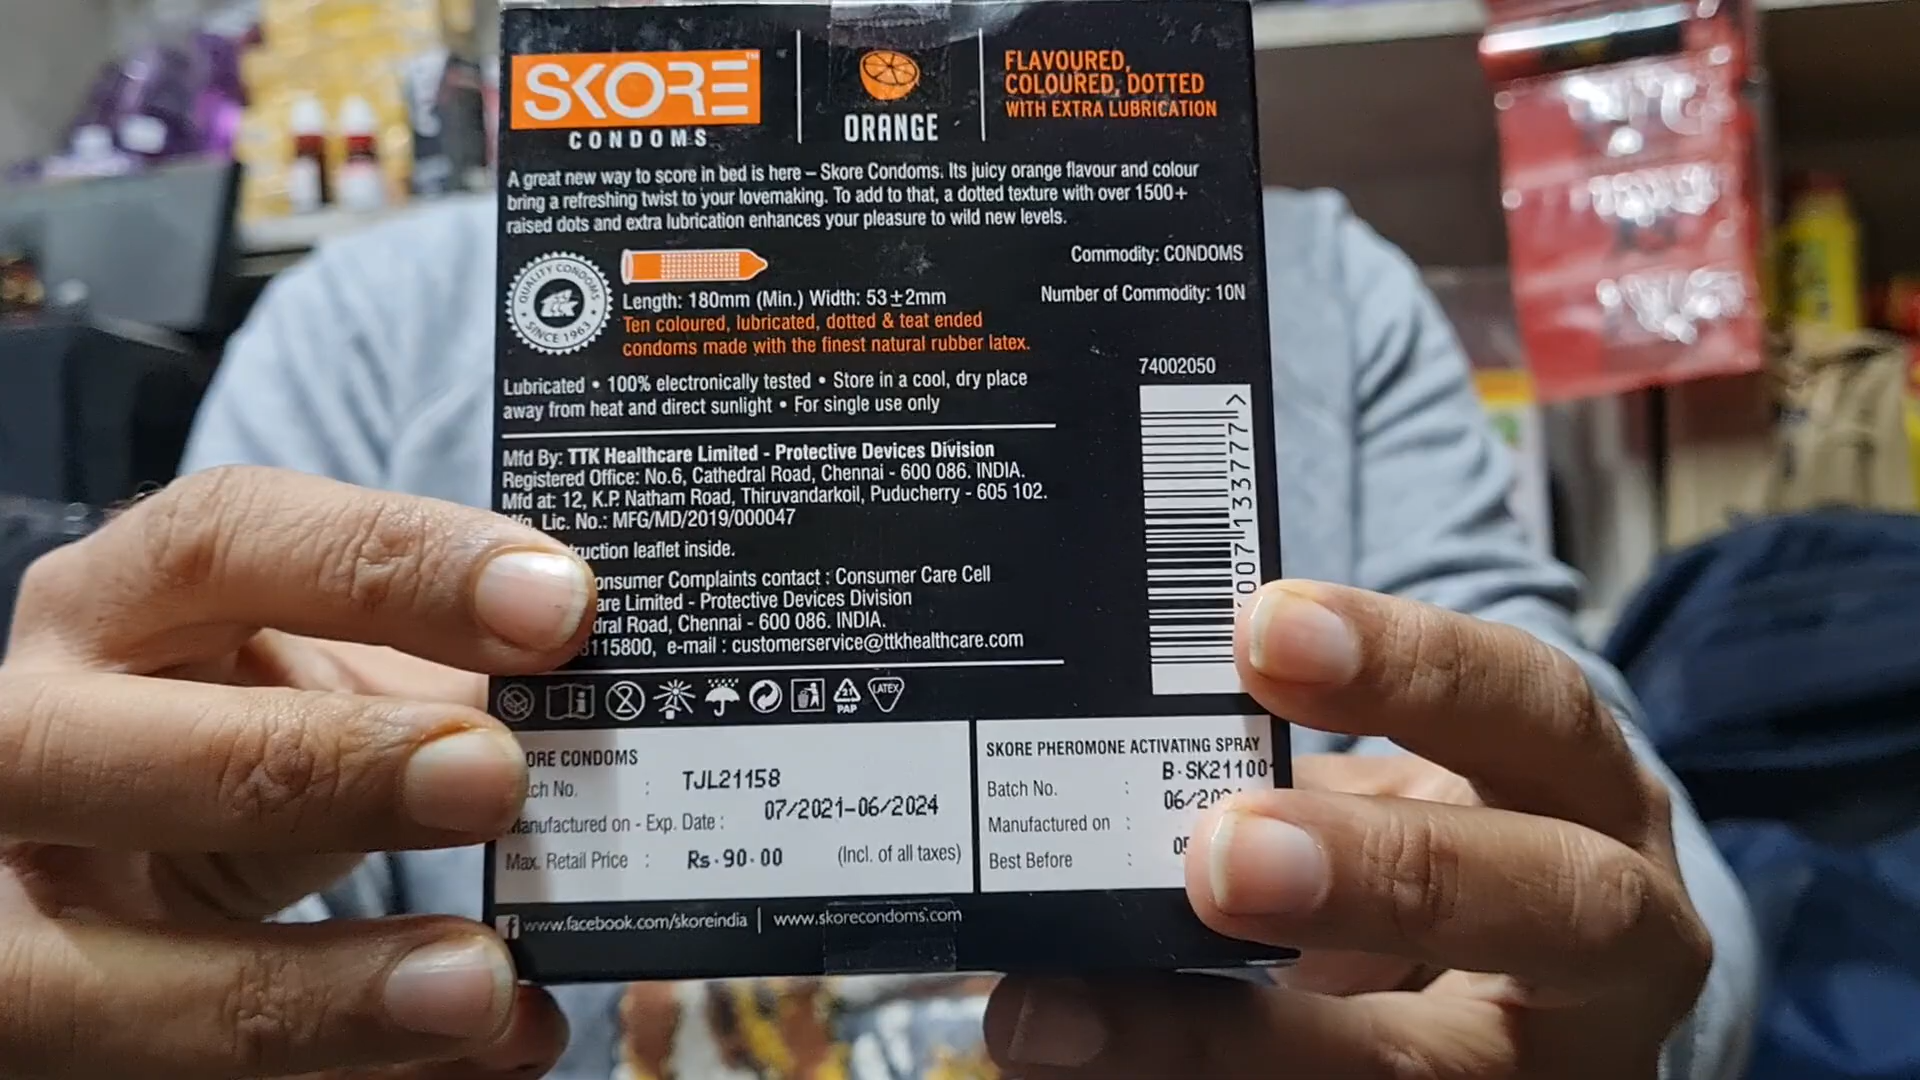 SKORE™
CONDOMS
ORANGE
FLAVOURED,
COLOURED, DOTTED
WITH EXTRA LUBRICATION
A great new way to score in bed is here – Skore Condoms. Its juicy orange flavour and colour
bring a refreshing twist to your lovemaking. To add to that, a dotted texture with over 1500+
raised dots and extra lubrication enhances your pleasure to wild new levels.
QUALITY CONDOMS
SINCE 1963
Length: 180mm (Min.) Width: 53±2mm
Ten coloured, lubricated, dotted & teat ended
condoms made with the finest natural rubber latex.
Commodity: CONDOMS
Number of Commodity: 10N
Lubricated • 100% electronically tested • Store in a cool, dry place
away from heat and direct sunlight • For single use only
74002050
007133777>
Mfd By: TTK Healthcare Limited - Protective Devices Division
Registered Office: No.6, Cathedral Road, Chennai - 600 086. INDIA.
Mfd at: 12, K.P. Natham Road, Thiruvandarkoil, Puducherry - 605 102.
Lic. No.: MFG/MD/2019/000047
leaflet inside.
Complaints contact : Consumer Care Cell
Limited - Protective Devices Division
Road, Chennai - 600 086. INDIA.
115800, e-mail : customerservice@ttkhealthcare.com
21
PAP
LATEX
CONDOMS
No. : TJL21158
Manufactured on - Exp. Date : 07/2021-06/2024
Max. Retail Price : Rs.90.00 (Incl. of all taxes)
SKORE PHEROMONE ACTIVATING SPRAY
Batch No. : B.SK21100
Manufactured on : 06/20
Best Before :
www.facebook.com/skoreindia | www.skorecondoms.com